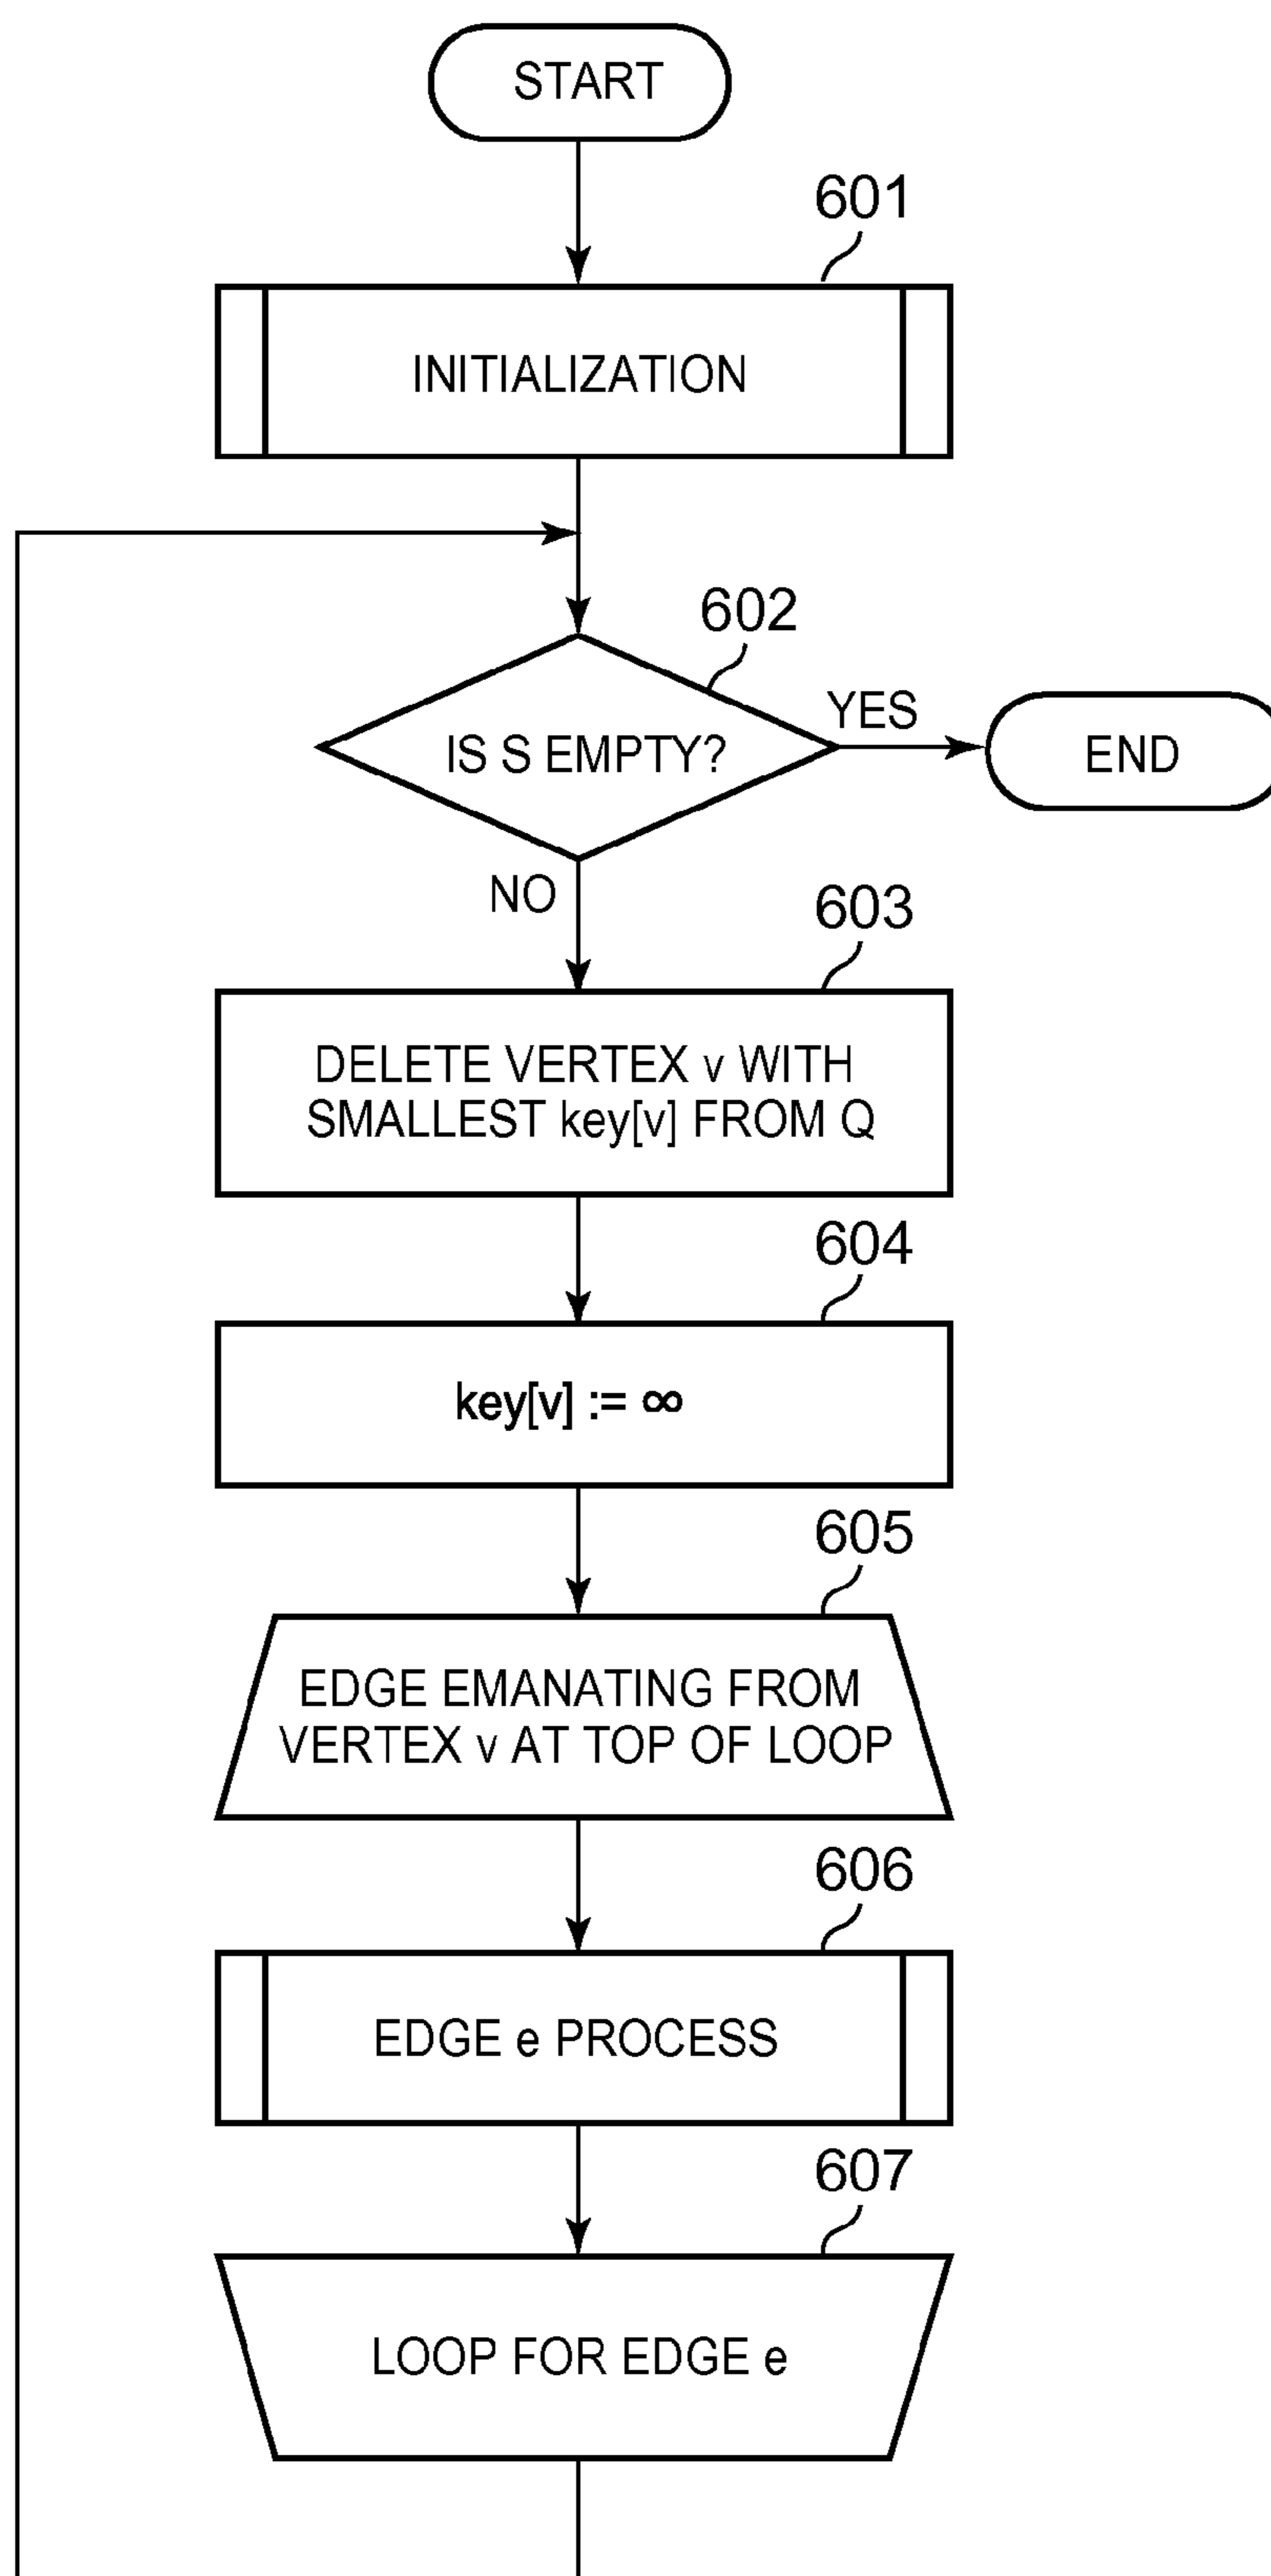 START
601
INITIALIZATION
602
IS S EMPTY?
YES
END
NO
603
DELETE VERTEX v WITH
SMALLEST key[v] FROM Q
604
key[v] := ∞
605
EDGE EMANATING FROM
VERTEX v AT TOP OF LOOP
606
EDGE e PROCESS
607
LOOP FOR EDGE e